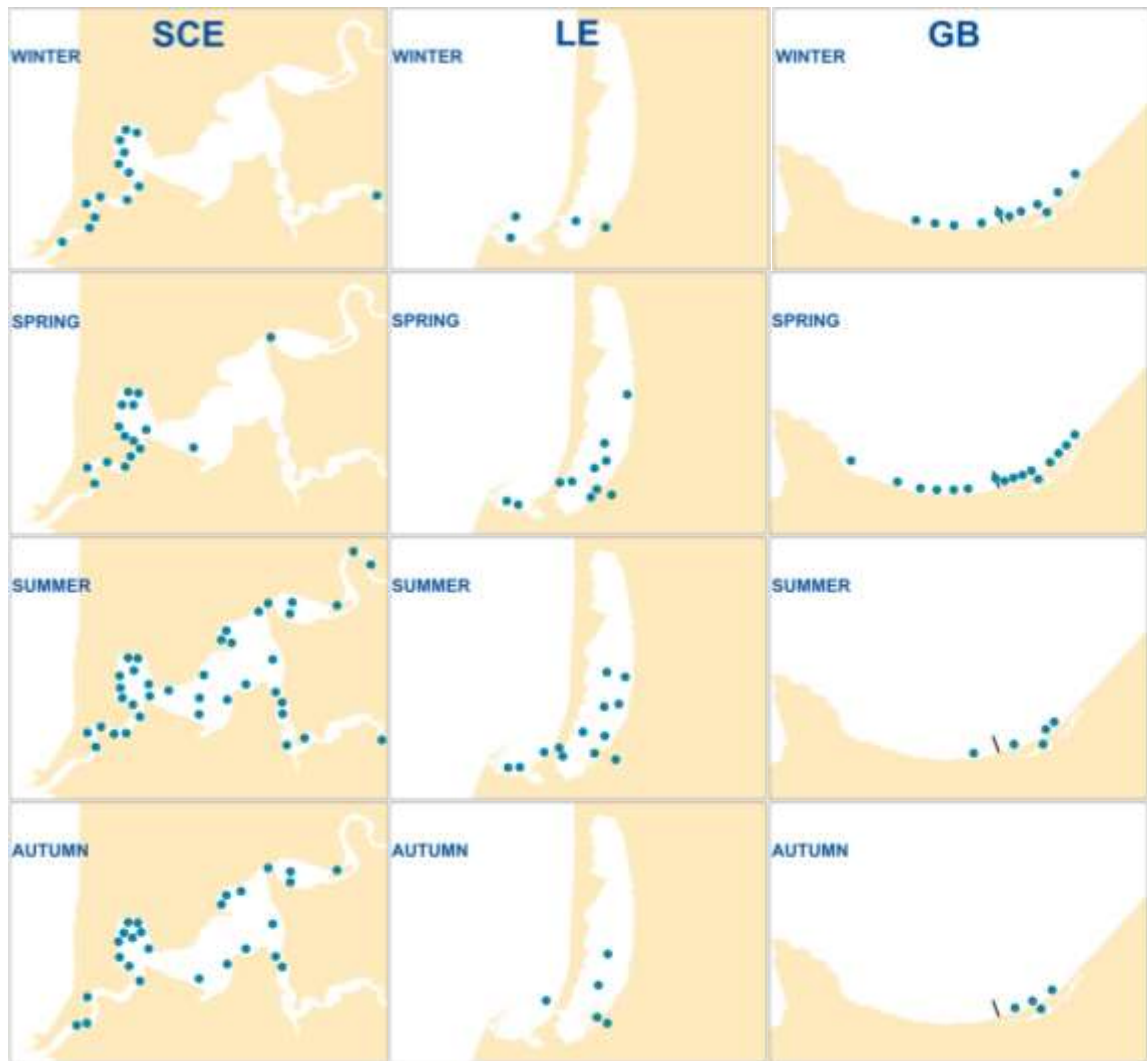 SCE LE GB
WINTER WINTER WINTER
SPRING SPRING SPRING
SUMMER SUMMER SUMMER
AUTUMN AUTUMN AUTUMN